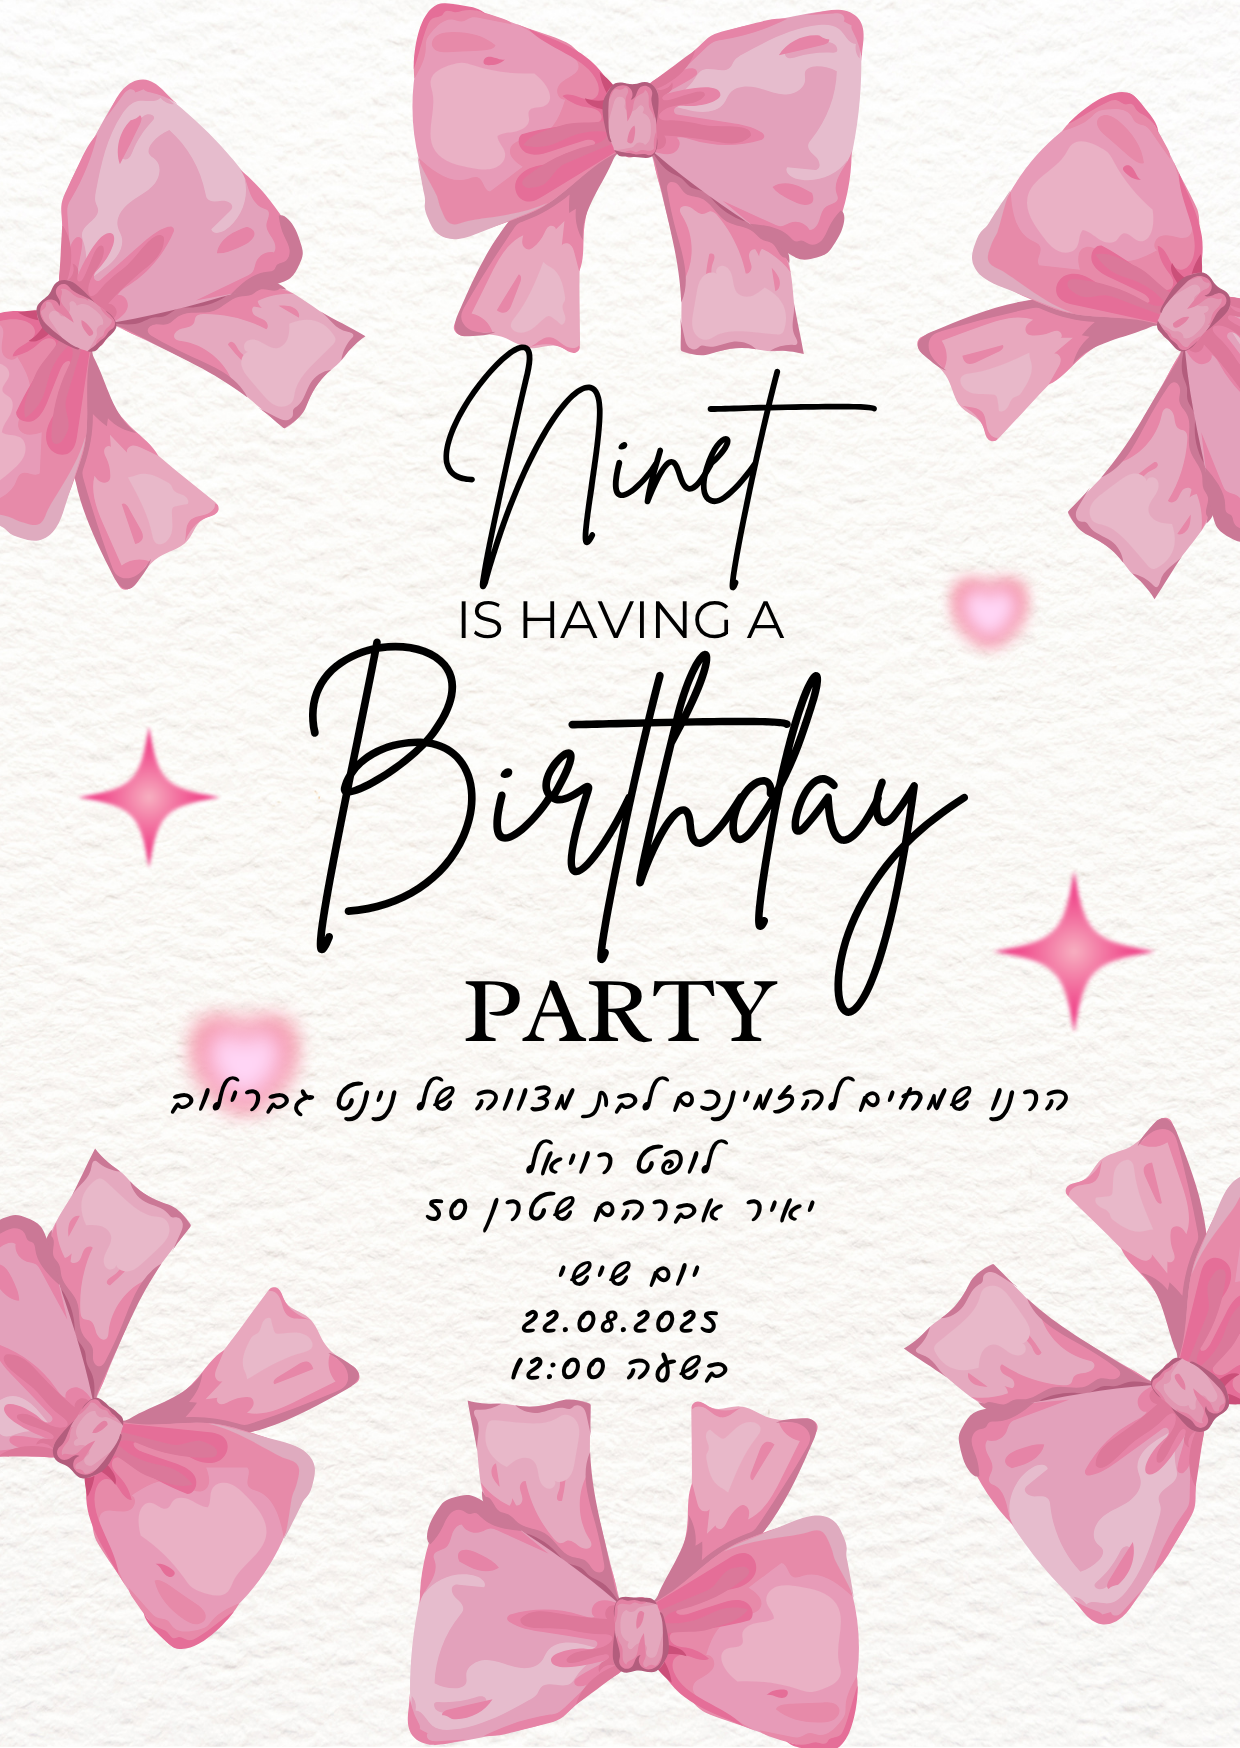 Ninet
IS HAVING A
Birthday
PARTY
הרנו שמחים להזמינכם לבת מצווה של נינט גברילוב
לופט רויאל
יאיר אברהם שטרן 50
יום שישי
22.08.2025
בשעה 12:00